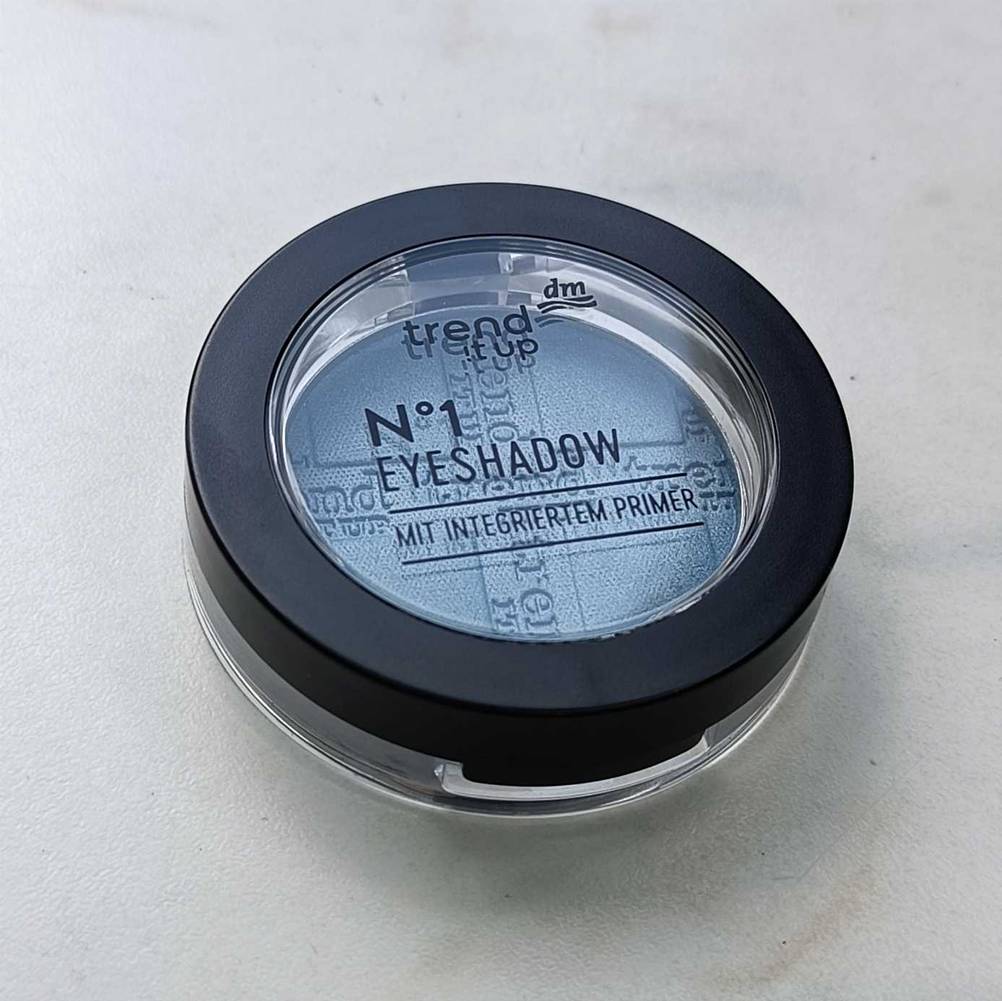 dm
trend
it up
N°1
EYESHADOW
MIT INTEGRIERTEM PRIMER